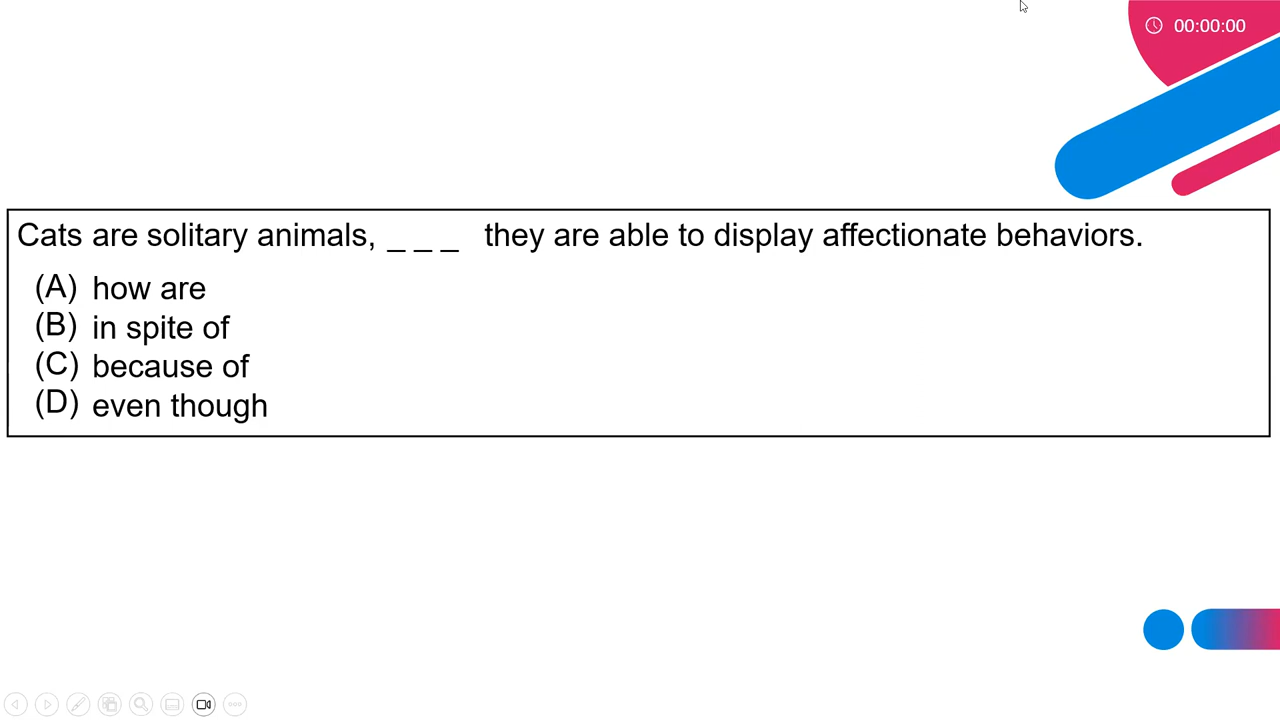 00:00:00
Cats are solitary animals, _ _ _ they are able to display affectionate behaviors.
(A) how are
(B) in spite of
(C) because of
(D) even though